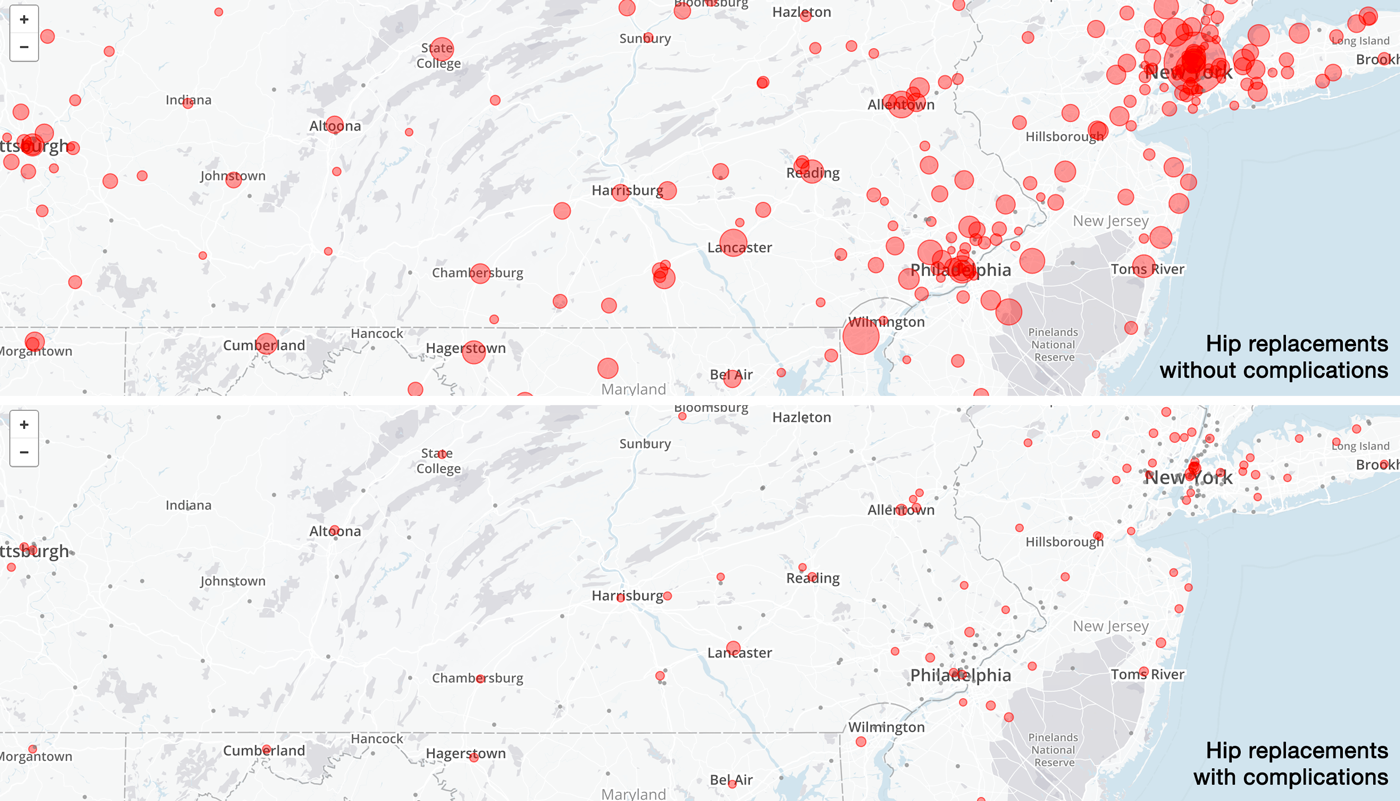 +
−
Bloomsburg
Hazleton
Sunbury
State
College
Long Island
Brookh
New York
Indiana
Allentown
Altoona
Hillsborough
ttsburgh
Johnstown
Reading
Harrisburg
New Jersey
Lancaster
Chambersburg
Philadelphia
Toms River
Wilmington
Hancock
Pinelands
National
Reserve
Morgantown
Cumberland
Hagerstown
Bel Air
Maryland
Hip replacements
without complications
+
−
Bloomsburg
Hazleton
Sunbury
State
College
Long Island
Brookh
New York
Indiana
Allentown
Altoona
Hillsborough
ttsburgh
Johnstown
Reading
Harrisburg
New Jersey
Lancaster
Chambersburg
Philadelphia
Toms River
Wilmington
Hancock
Pinelands
National
Reserve
Morgantown
Cumberland
Hagerstown
Bel Air
Maryland
Hip replacements
with complications